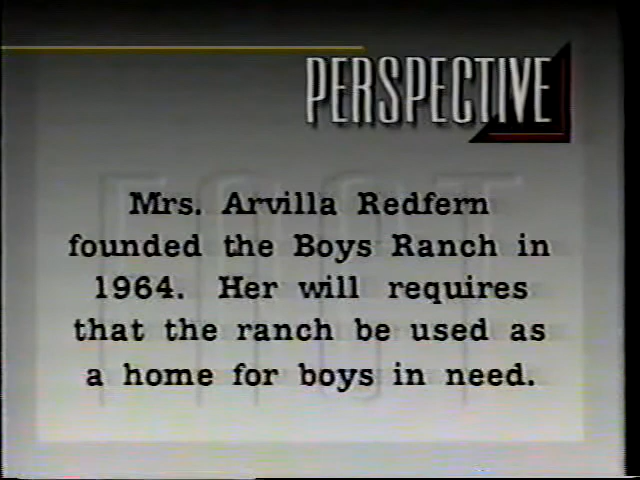 PERSPECTIVE
FACT
Mrs. Arvilla Redfern
founded the Boys Ranch in
1964. Her will requires
that the ranch be used as
a home for boys in need.